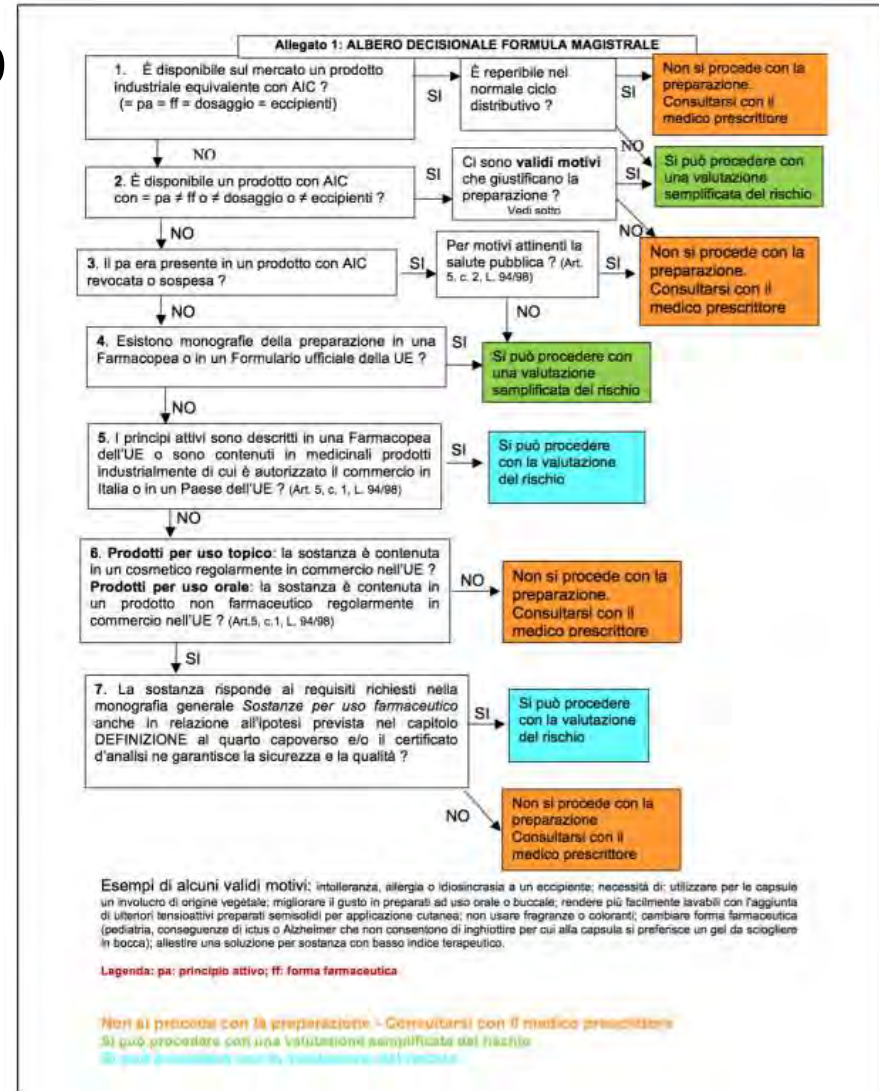 Allegato 1: ALBERO DECISIONALE FORMULA MAGISTRALE
1. È disponibile sul mercato un prodotto
industriale equivalente con AIC ?
(= pa = ff = dosaggio = eccipienti)
SI
È reperibile nel
normale ciclo
distributivo ?
SI
Non si procede con la
preparazione.
Consultarsi con il
medico prescrittore
NO
NO
2. È disponibile un prodotto con AIC
con = pa ≠ ff o ≠ dosaggio o ≠ eccipienti ?
SI
Ci sono validi motivi
che giustificano la
preparazione ?
Vedi sotto
SI
Si può procedere con
una valutazione
semplificata del rischio
NO
NO
3. Il pa era presente in un prodotto con AIC
revocata o sospesa ?
SI
Per motivi attinenti la
salute pubblica ? (Art.
5, c. 2, L. 94/98)
SI
Non si procede con la
preparazione.
Consultarsi con il
medico prescrittore
NO
NO
4. Esistono monografie della preparazione in una
Farmacopea o in un Formulario ufficiale della UE ?
SI
Si può procedere con
una valutazione
semplificata del rischio
NO
5. I principi attivi sono descritti in una Farmacopea
dell'UE o sono contenuti in medicinali prodotti
industrialmente di cui è autorizzato il commercio in
Italia o in un Paese dell'UE ? (Art. 5, c. 1, L. 94/98)
SI
Si può procedere
con la valutazione
del rischio
NO
6. Prodotti per uso topico: la sostanza è contenuta
in un cosmetico regolarmente in commercio nell'UE ?
Prodotti per uso orale: la sostanza è contenuta in
un prodotto non farmaceutico regolarmente in
commercio nell'UE ? (Art.5, c.1, L. 94/98)
NO
Non si procede con la
preparazione.
Consultarsi con il
medico prescrittore
SI
7. La sostanza risponde ai requisiti richiesti nella
monografia generale Sostanze per uso farmaceutico
anche in relazione all'ipotesi prevista nel capitolo
DEFINIZIONE al quarto capoverso e/o il certificato
d'analisi ne garantisce la sicurezza e la qualità ?
SI
Si può procedere
con la valutazione
del rischio
NO
Non si procede con la
preparazione
Consultarsi con il
medico prescrittore
Esempi di alcuni validi motivi: intolleranza, allergia o idiosincrasia a un eccipiente; necessità di: utilizzare per le capsule
un involucro di origine vegetale; migliorare il gusto in preparati ad uso orale o buccale; rendere più facilmente lavabili con l'aggiunta
di ulteriori tensioattivi preparati semisolidi per applicazione cutanea; non usare fragranze o coloranti; cambiare forma farmaceutica
(pediatria, conseguenze di ictus o Alzheimer che non consentono di inghiottire per cui alla capsula si preferisce un gel da sciogliere
in bocca); allestire una soluzione per sostanza con basso indice terapeutico.
Legenda: pa: principio attivo; ff: forma farmaceutica
Non si procede con la preparazione - Consultarsi con il medico prescrittore
Si può procedere con una valutazione semplificata del rischio
Si può procedere con la valutazione del rischio